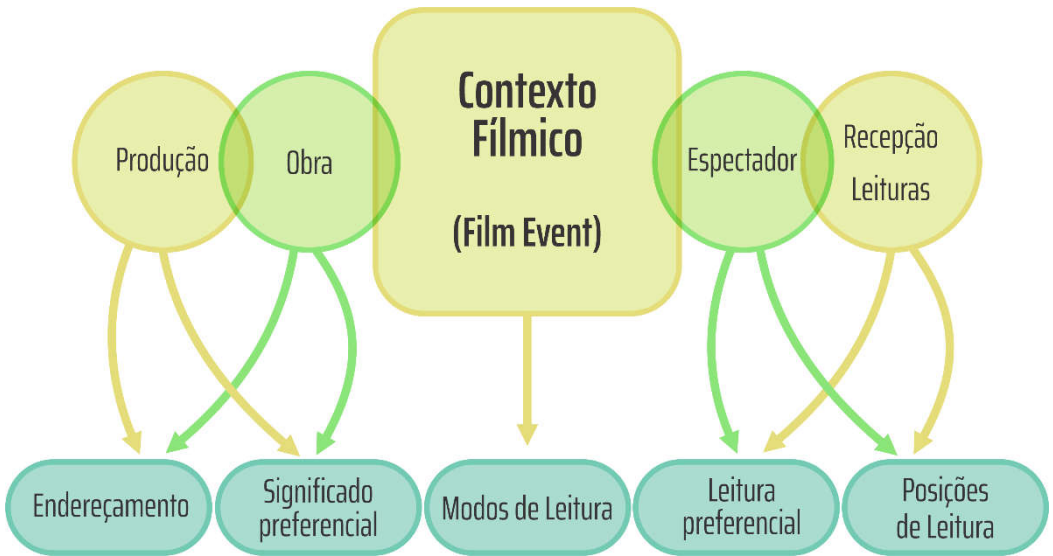 Contexto
Fílmico
(Film Event)
Produção
Obra
Espectador
Recepção
Leituras
Endereçamento
Significado
preferencial
Modos de Leitura
Leitura
preferencial
Posições
de Leitura